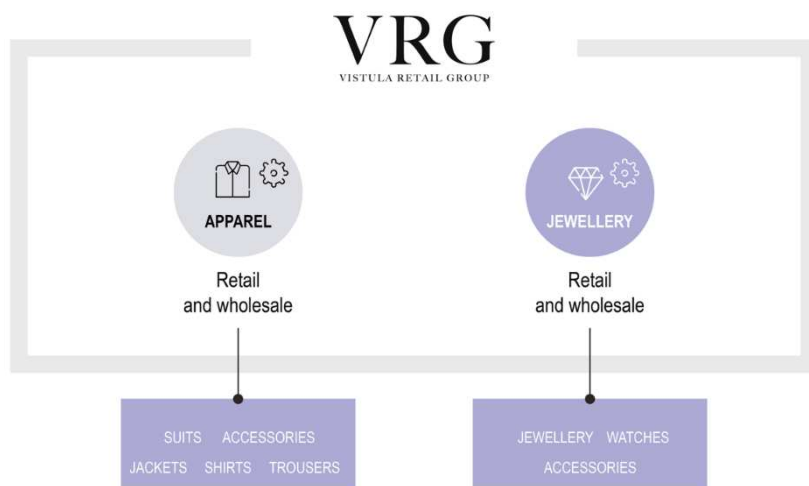 VRG
VISTULA RETAIL GROUP
APPAREL
Retail
and wholesale
SUITS ACCESSORIES
JACKETS SHIRTS TROUSERS
JEWELLERY
Retail
and wholesale
JEWELLERY WATCHES
ACCESSORIES